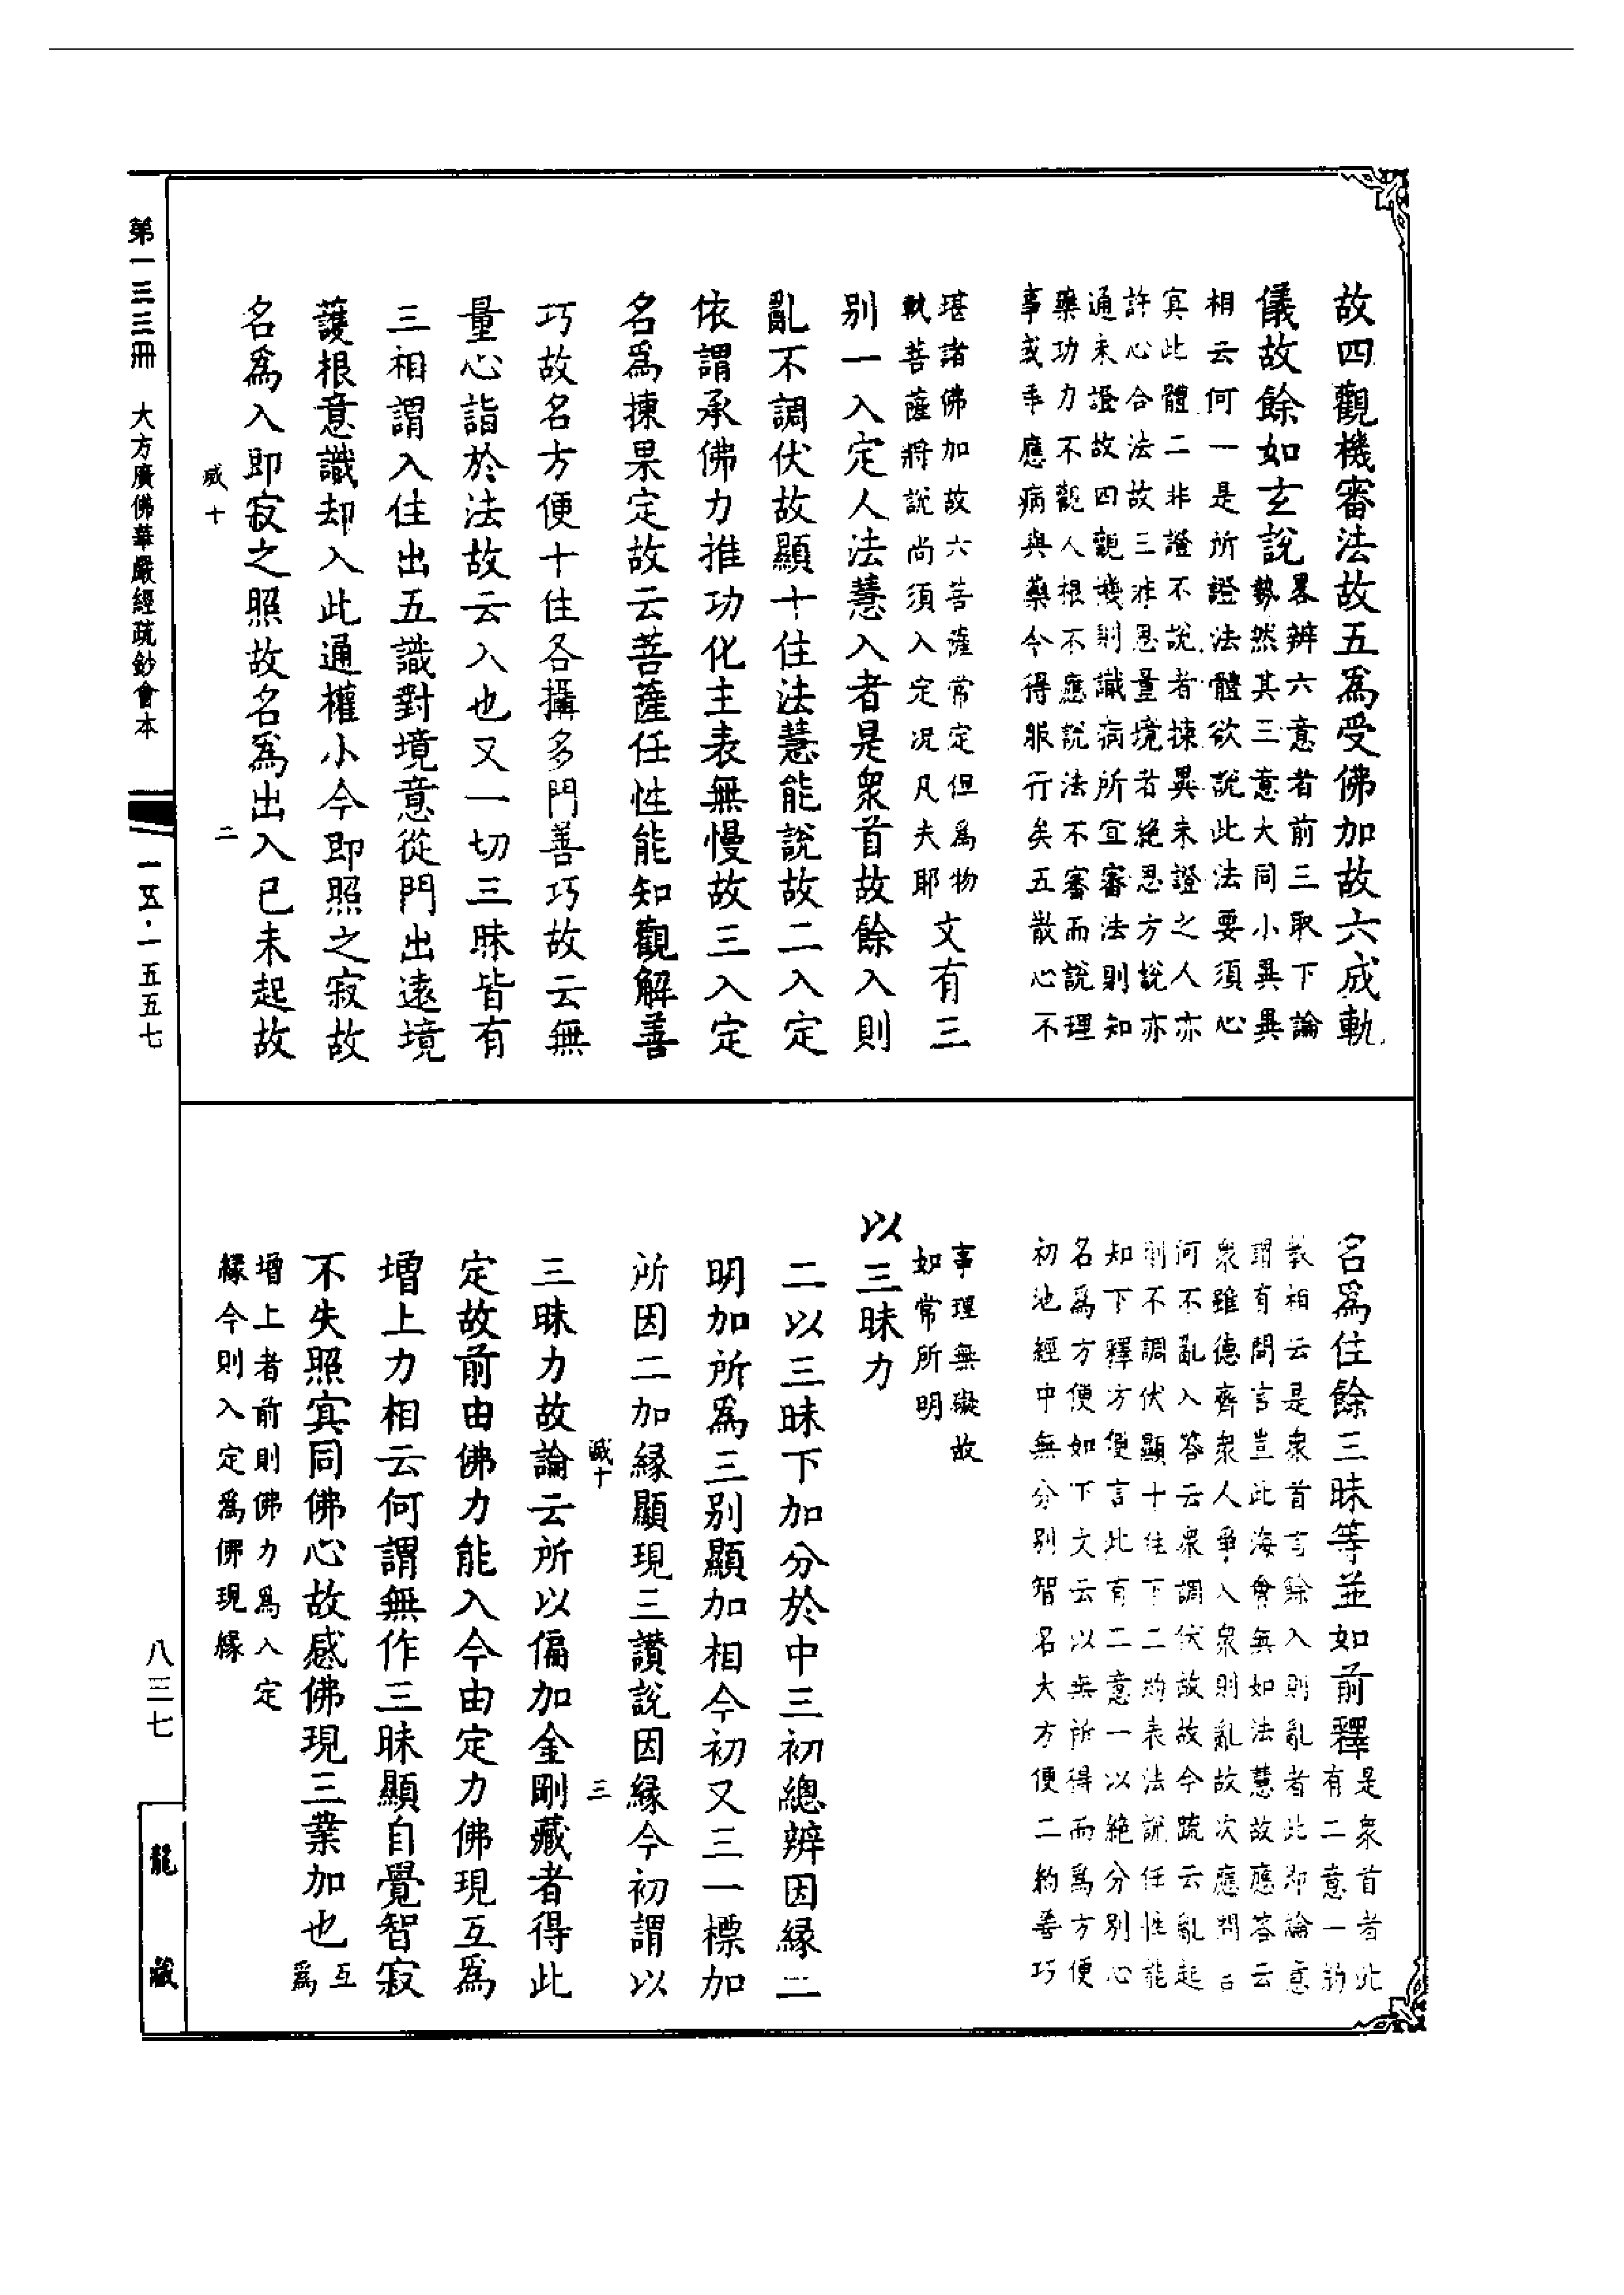 故四觀機審法故五爲受佛加故六成軌
儀故餘如玄說畧辨六意者前三取下論
勢然其三意大同小異異
相云何一是所證法體欲說此法要須心
冥此體二非證不說者揀異未證之人亦
許心合法故三非思量境者絶思方說亦
通未證故四觀機則識病所宜審法則知
藥功力不觀人根不應說法不審而說理
事或乖應病與藥今得服行矣五散心不
堪諸佛加故六菩薩常定但爲物
軌菩薩將說尚須入定况凡夫耶文有三
别一入定人法慧入者是衆首故餘入則
亂不調伏故顯十住法慧能說故二入定
依謂承佛力推功化主表無慢故三入定
名爲揀果定故云菩薩任性能知觀解善
巧故名方便十住各攝多門善巧故云無
量心詣於法故云入也又一切三昧皆有
三相謂入住出五識對境意從門出遠境
護根意識却入此通權小今即照之寂故
名爲入即寂之照故名爲出入已未起故
臧十
二
名爲住餘三昧等並如前釋是衆首者此
有二意一約
教相云是衆首言餘入則亂者此即論意
謂有問言豈此海會無如法慧故應答云
衆雖德齊衆人爭入衆則亂故次應問言
何不亂入答云衆調伏故故今疏云亂起
則不調伏顯十住下二約表法說任性能
知下釋方便言此有二意一以絶分别心
名爲方便如下文云以無所得而爲方便
初地經中無分别智名大方便二約善巧
事理無礙故
如常所明
以三昧力
二以三昧下加分於中三初總辨因緣二
明加所爲三别顯加相今初又三一標加
所因二加緣顯現三讚說因緣今初謂以
臧十
三
三昧力故論云所以偏加金剛藏者得此
定故前由佛力能入今由定力佛現互爲
增上力相云何謂無作三昧顯自覺智寂
不失照冥同佛心故感佛現三業加也互
爲
增上者前則佛力爲入定
緣今則入定爲佛現緣
第一三三冊 大方廣佛華嚴經疏鈔會本
一五·一五五七
八三七
龍藏